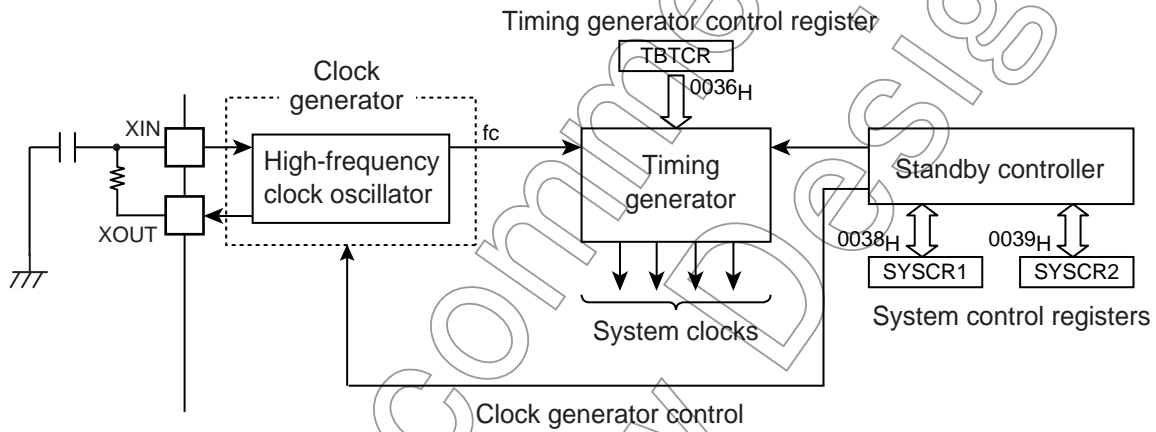 Timing generator control register
TBTCR
0036H
Clock
generator
XIN
High-frequency
clock oscillator
XOUT
fc
Timing
generator
Standby controller
0038H
0039H
SYSCR1
SYSCR2
System clocks
System control registers
Clock generator control